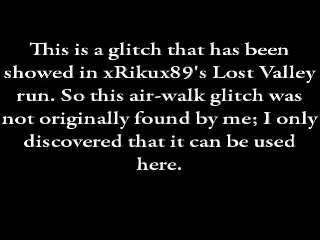 This is a glitch that has been
showed in xRikux89's Lost Valley
run. So this air-walk glitch was
not originally found by me; I only
discovered that it can be used
here.